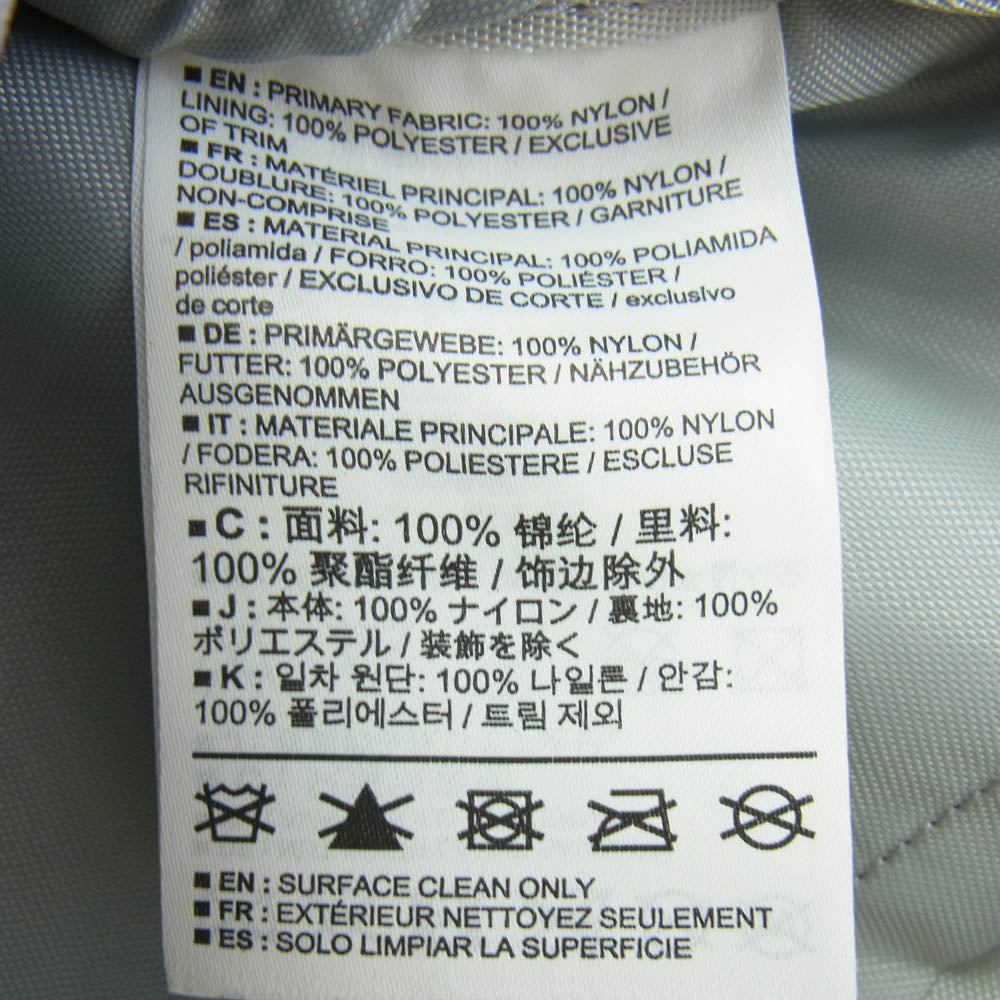 ■ EN : PRIMARY FABRIC: 100% NYLON /
LINING: 100% POLYESTER / EXCLUSIVE
OF TRIM
■ FR : MATÉRIEL PRINCIPAL: 100% NYLON /
DOUBLURE: 100% POLYESTER / GARNITURE
NON-COMPRISE
■ ES : MATERIAL PRINCIPAL: 100% POLIAMIDA
/ poliamida / FORRO: 100% POLIÉSTER /
poliéster / EXCLUSIVO DE CORTE / exclusivo
de corte
■ DE : PRIMÄRGEWEBE: 100% NYLON /
FUTTER: 100% POLYESTER / NÄHZUBEHÖR
AUSGENOMMEN
■ IT : MATERIALE PRINCIPALE: 100% NYLON
/ FODERA: 100% POLIESTERE / ESCLUSE
RIFINITURE
■ C : 面料: 100% 锦纶 / 里料:
100% 聚酯纤维 / 饰边除外
■ J : 本体: 100% ナイロン / 裏地: 100%
ポリエステル / 装飾を除く
■ K : 일차 원단: 100% 나일론 / 안감:
100% 폴리에스터 / 트림 제외
■ EN : SURFACE CLEAN ONLY
■ FR : EXTÉRIEUR NETTOYEZ SEULEMENT
■ ES : SOLO LIMPIAR LA SUPERFICIE